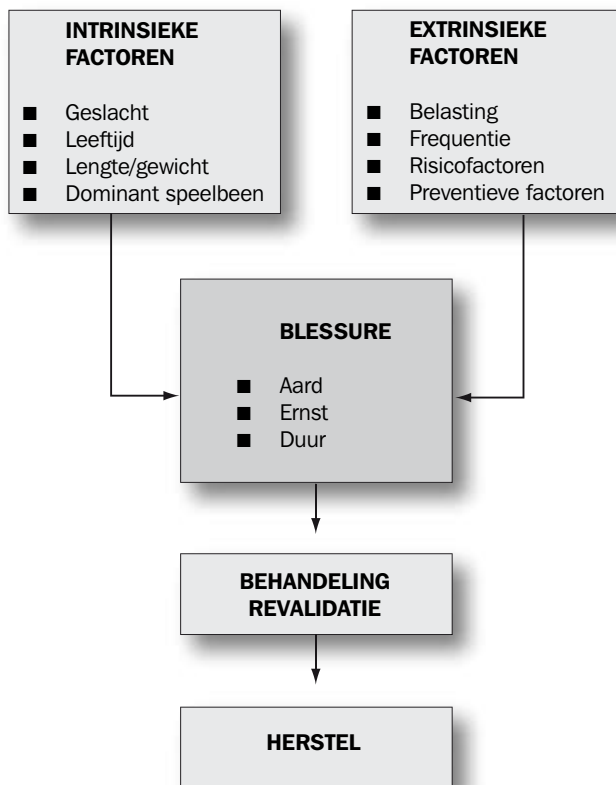 INTRINSIEKE
FACTOREN
■ Geslacht
■ Leeftijd
■ Lengte/gewicht
■ Dominant speelbeen
EXTRINSIEKE
FACTOREN
■ Belasting
■ Frequentie
■ Risicofactoren
■ Preventieve factoren
BLESSURE
■ Aard
■ Ernst
■ Duur
BEHANDELING
REVALIDATIE
HERSTEL